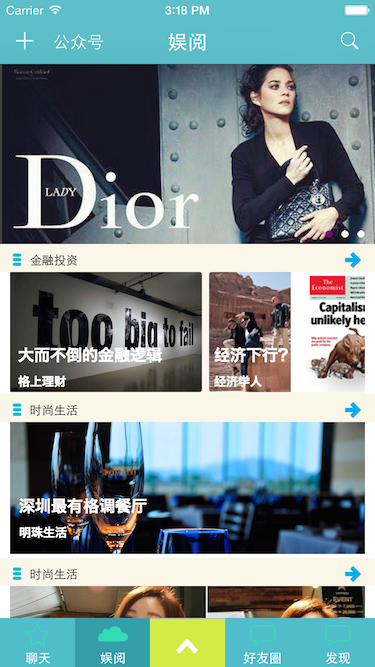 Carrier 3:18 PM
公众号 娱阅
LADY
Dior
金融投资
too big to fail
大而不倒的金融逻辑
格上理财
经济下行?
经济学人
The
Economist
Capitalis
unlikely he
时尚生活
深圳最有格调餐厅
明珠生活
时尚生活
EVENT
聊天 娱阅 好友圈 发现